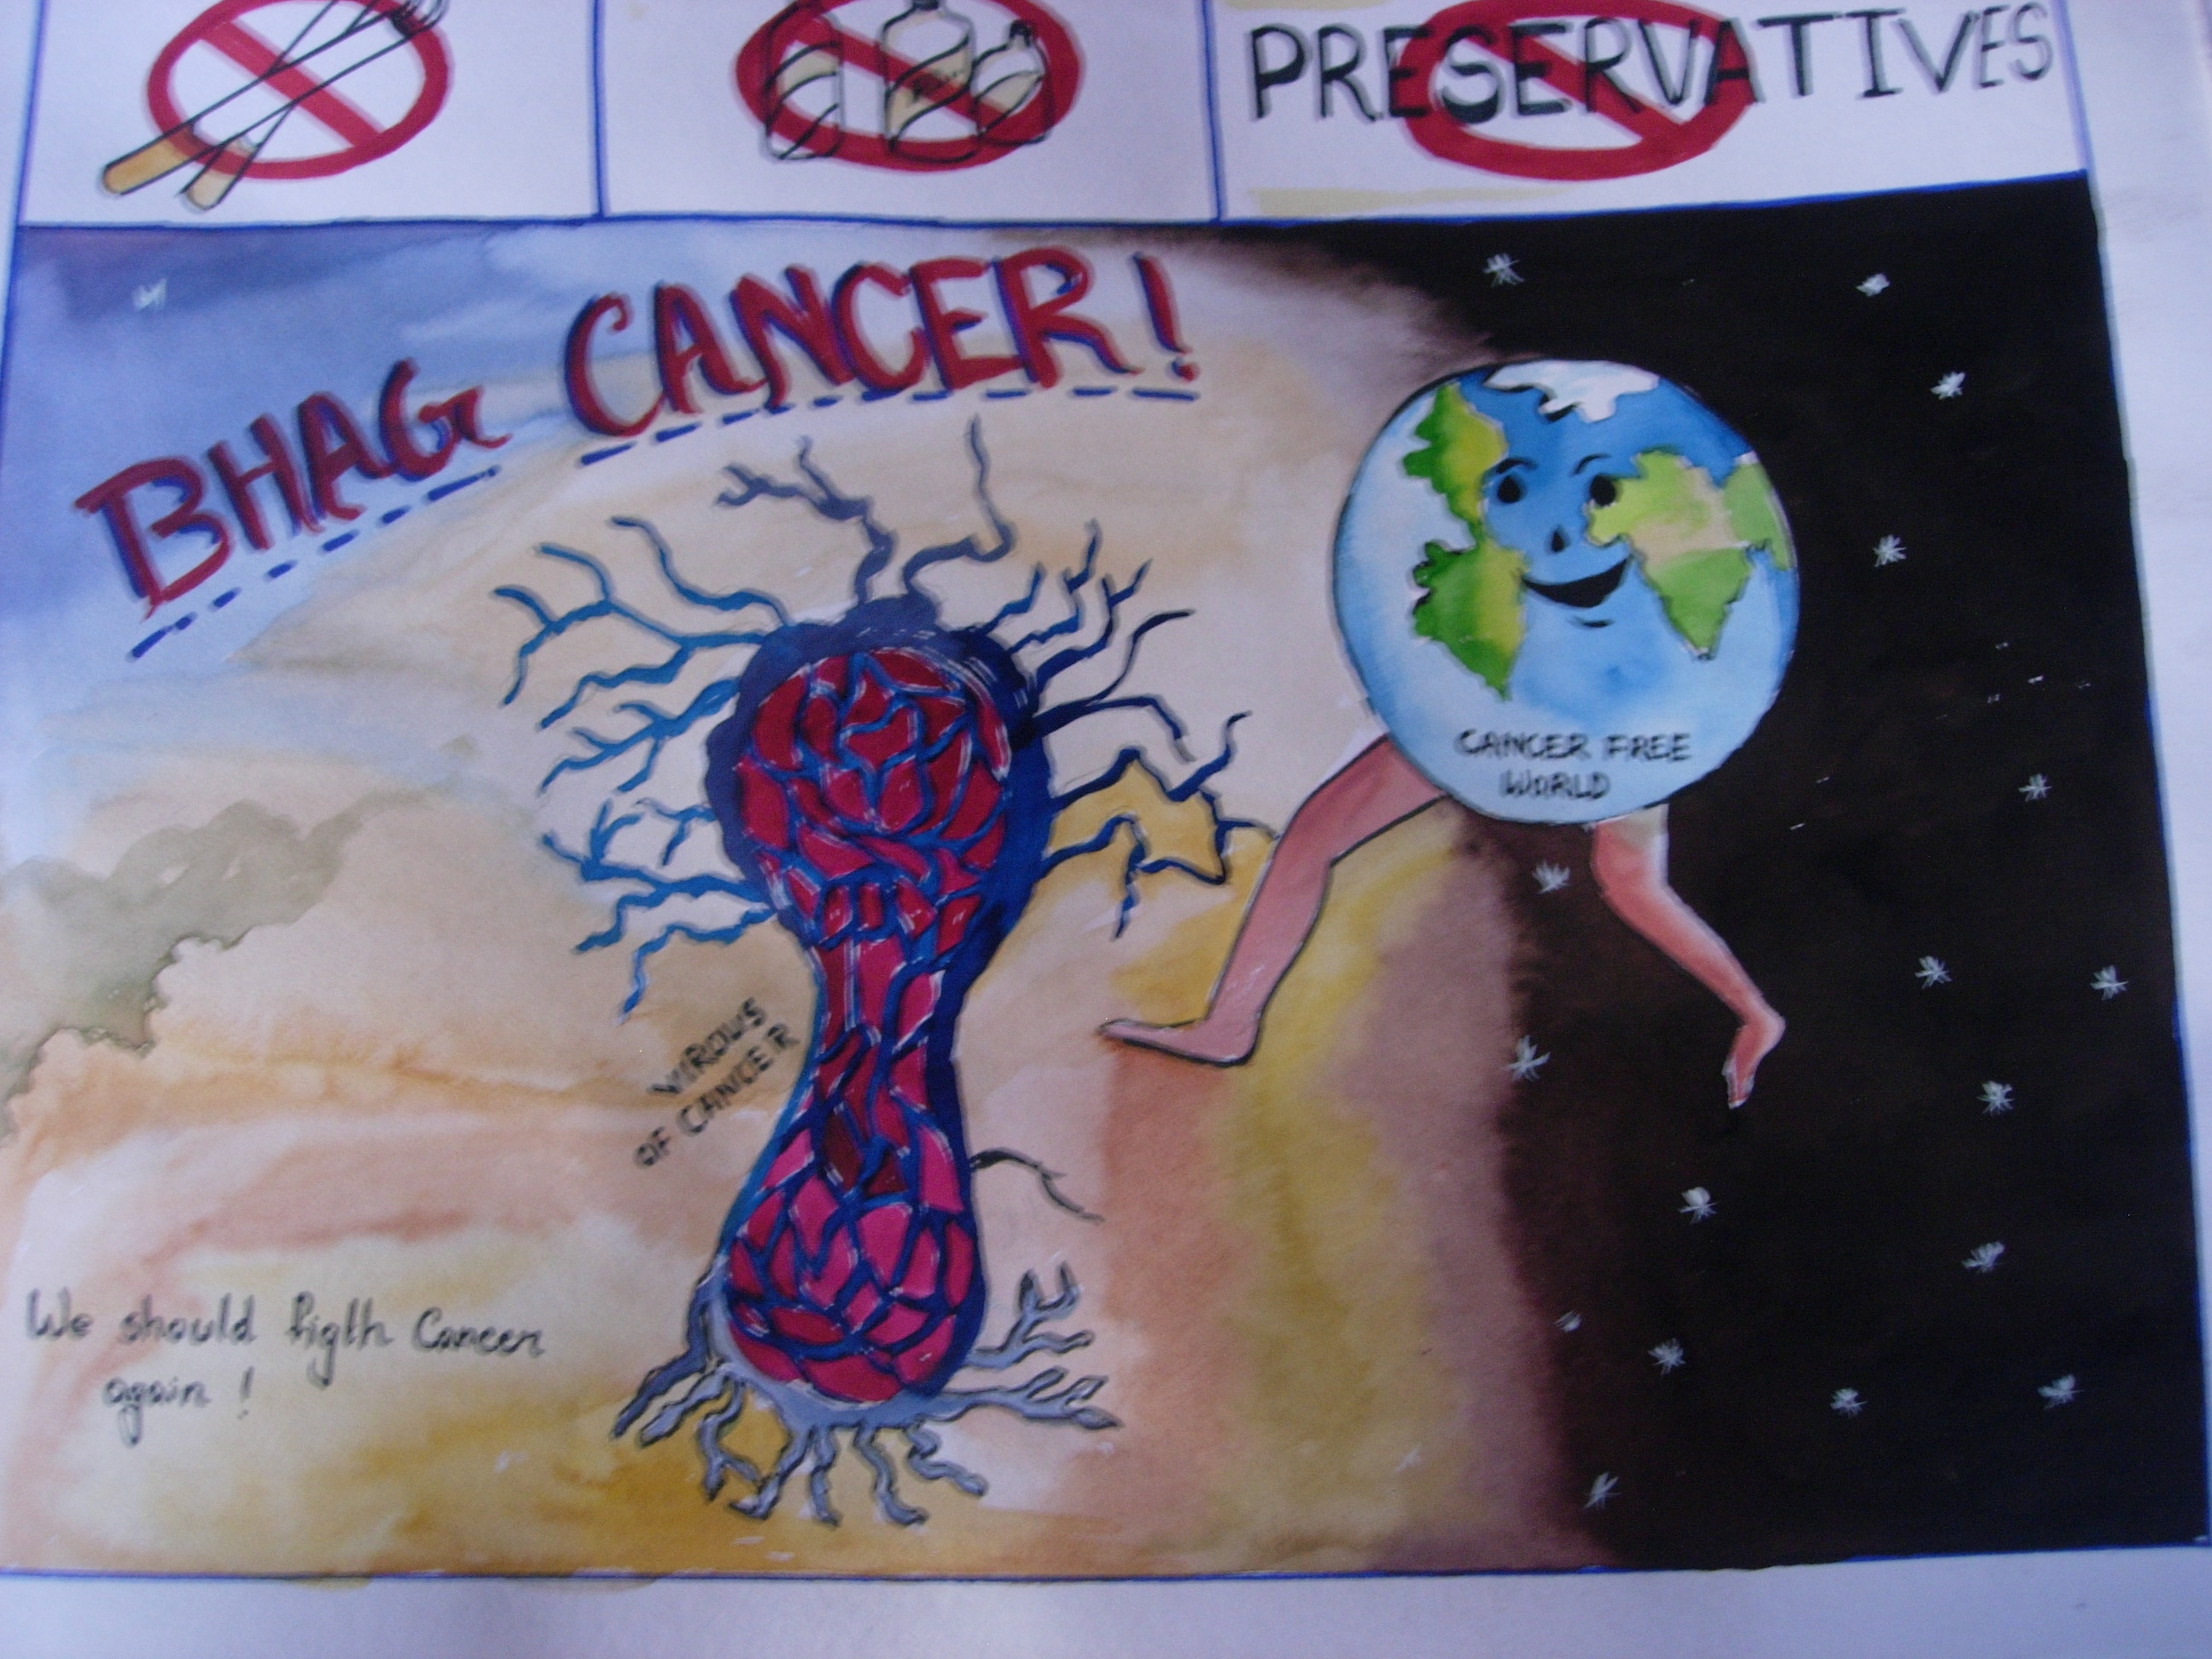 PRESERVATIVES
BHAG CANCER!
CANCER FREE
WORLD
VIROUS
OF CANCER
We should figth Cancer
again !